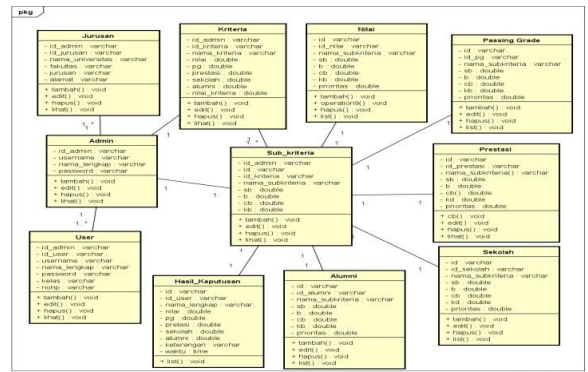 pkg
Jurusan
- id_admin : varchar
- id_jurusan : varchar
- nama_universitas : varchar
- fakultas : varchar
- jurusan : varchar
- alamat : varchar
+ tambah() : void
+ edit() : void
+ hapus() : void
+ lihat() : void
Kriteria
- id_admin : varchar
- id_kriteria : varchar
- nama_kriteria : varchar
- nilai : double
- pg : double
- prestasi : double
- sekolah : double
- alumni : double
- nilai_kriteria : double
+ tambah() : void
+ edit() : void
+ hapus() : void
+ lihat() : void
Nilai
- id : varchar
- id_nilai : varchar
- nama_subkriteria : varchar
- sb : double
- b : double
- cb : double
- kb : double
- prioritas : double
+ tambah() : void
+ operation9() : void
+ hapus() : void
+ list() : void
Passing Grade
- id : varchar
- id_pg : varchar
- nama_subkriteria : varchar
- sb : double
- b : double
- cb : double
- kb : double
- prioritas : double
+ tambah() : void
+ edit() : void
+ hapus() : void
+ list() : void
Admin
- id_admin : varchar
- username : varchar
- nama_lengkap : varchar
- password : varchar
+ tambah() : void
+ edit() : void
+ hapus() : void
+ lihat() : void
Sub_kriteria
- id_admin : varchar
- id : varchar
- id_kriteria : varchar
- nama_subkriteria : varchar
- sb : double
- b : double
- cb : double
- kb : double
+ tambah() : void
+ edit() : void
+ hapus() : void
+ lihat() : void
Prestasi
- id : varchar
- id_prestasi : varchar
- nama_subkriteria() : varchar
- sb : double
- b : double
- cb() : double
- kd : double
- prioritas : double
+ cb() : void
+ edit() : void
+ hapus() : void
+ lihat() : void
User
- id_admin : varchar
- id_user : varchar
- username : varchar
- nama_lengkap : varchar
- password : varchar
- kelas : varchar
- nohp : varchar
+ tambah() : void
+ edit() : void
+ hapus() : void
+ lihat() : void
Hasil_Keputusan
- id : varchar
- id_user : varchar
- nama_lengkap : varchar
- nilai : double
- pg : double
- pretasi : double
- sekolah : double
- alumni : double
- keterangan : varchar
- waktu : time
+ list() : void
Alumni
- id : varchar
- id_alumni : varchar
- nama_subkriteria : varchar
- sb : double
- b : double
- cb : double
- kb : double
- prioritas : double
+ tambah() : void
+ edit() : void
+ hapus() : void
+ list() : void
Sekolah
- id : varchar
- id_sekolah : varchar
- nama_subkriteria : varchar
- sb : double
- b : double
- cb : double
- kd : double
- prioritas : double
+ tambah() : void
+ edit() : void
+ hapus() : void
+ list() : void